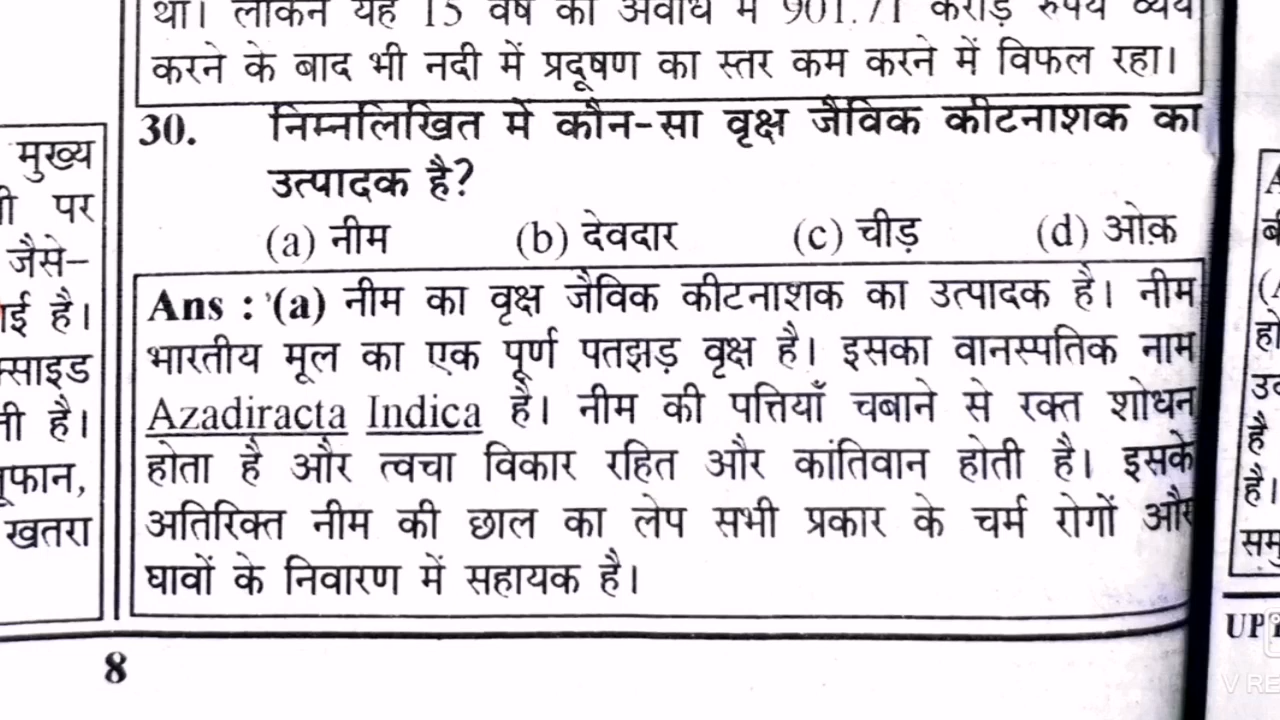 था। लेकिन यह 15 वर्ष की अवधि में 901.71 करोड़ रुपये व्यय
करने के बाद भी नदी में प्रदूषण का स्तर कम करने में विफल रहा।
30. निम्नलिखित में कौन-सा वृक्ष जैविक कीटनाशक का
उत्पादक है?
(a) नीम (b) देवदार (c) चीड़ (d) ओक़
Ans : (a) नीम का वृक्ष जैविक कीटनाशक का उत्पादक है। नीम
भारतीय मूल का एक पूर्ण पतझड़ वृक्ष है। इसका वानस्पतिक नाम
Azadiracta Indica है। नीम की पत्तियाँ चबाने से रक्त शोधन
होता है और त्वचा विकार रहित और कांतिवान होती है। इसके
अतिरिक्त नीम की छाल का लेप सभी प्रकार के चर्म रोगों और
घावों के निवारण में सहायक है।
8
मुख्य
पर
जैसे–
है।
है।
खतरा
है
है।
UP